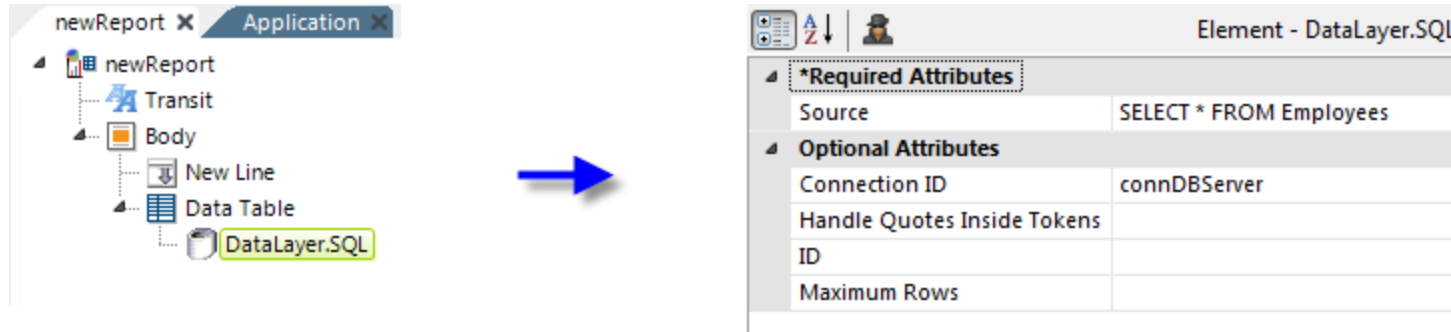 newReport
Application
newReport
Transit
Body
New Line
Data Table
DataLayer.SQL
A
Z
Element - DataLayer.SQL
*Required Attributes
Source SELECT * FROM Employees
Optional Attributes
Connection ID connDBServer
Handle Quotes Inside Tokens
ID
Maximum Rows